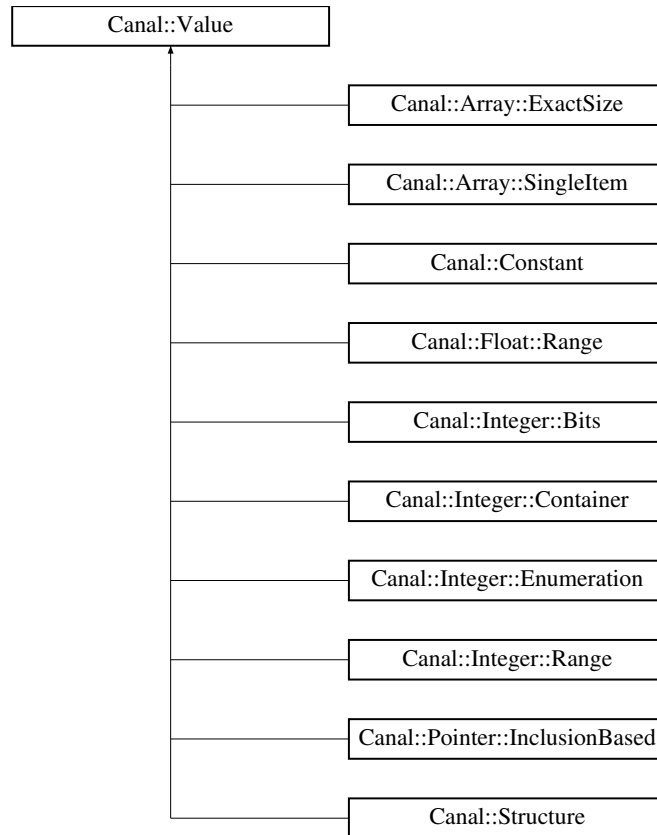 Canal::Value
Canal::Array::ExactSize
Canal::Array::SingleItem
Canal::Constant
Canal::Float::Range
Canal::Integer::Bits
Canal::Integer::Container
Canal::Integer::Enumeration
Canal::Integer::Range
Canal::Pointer::InclusionBased
Canal::Structure